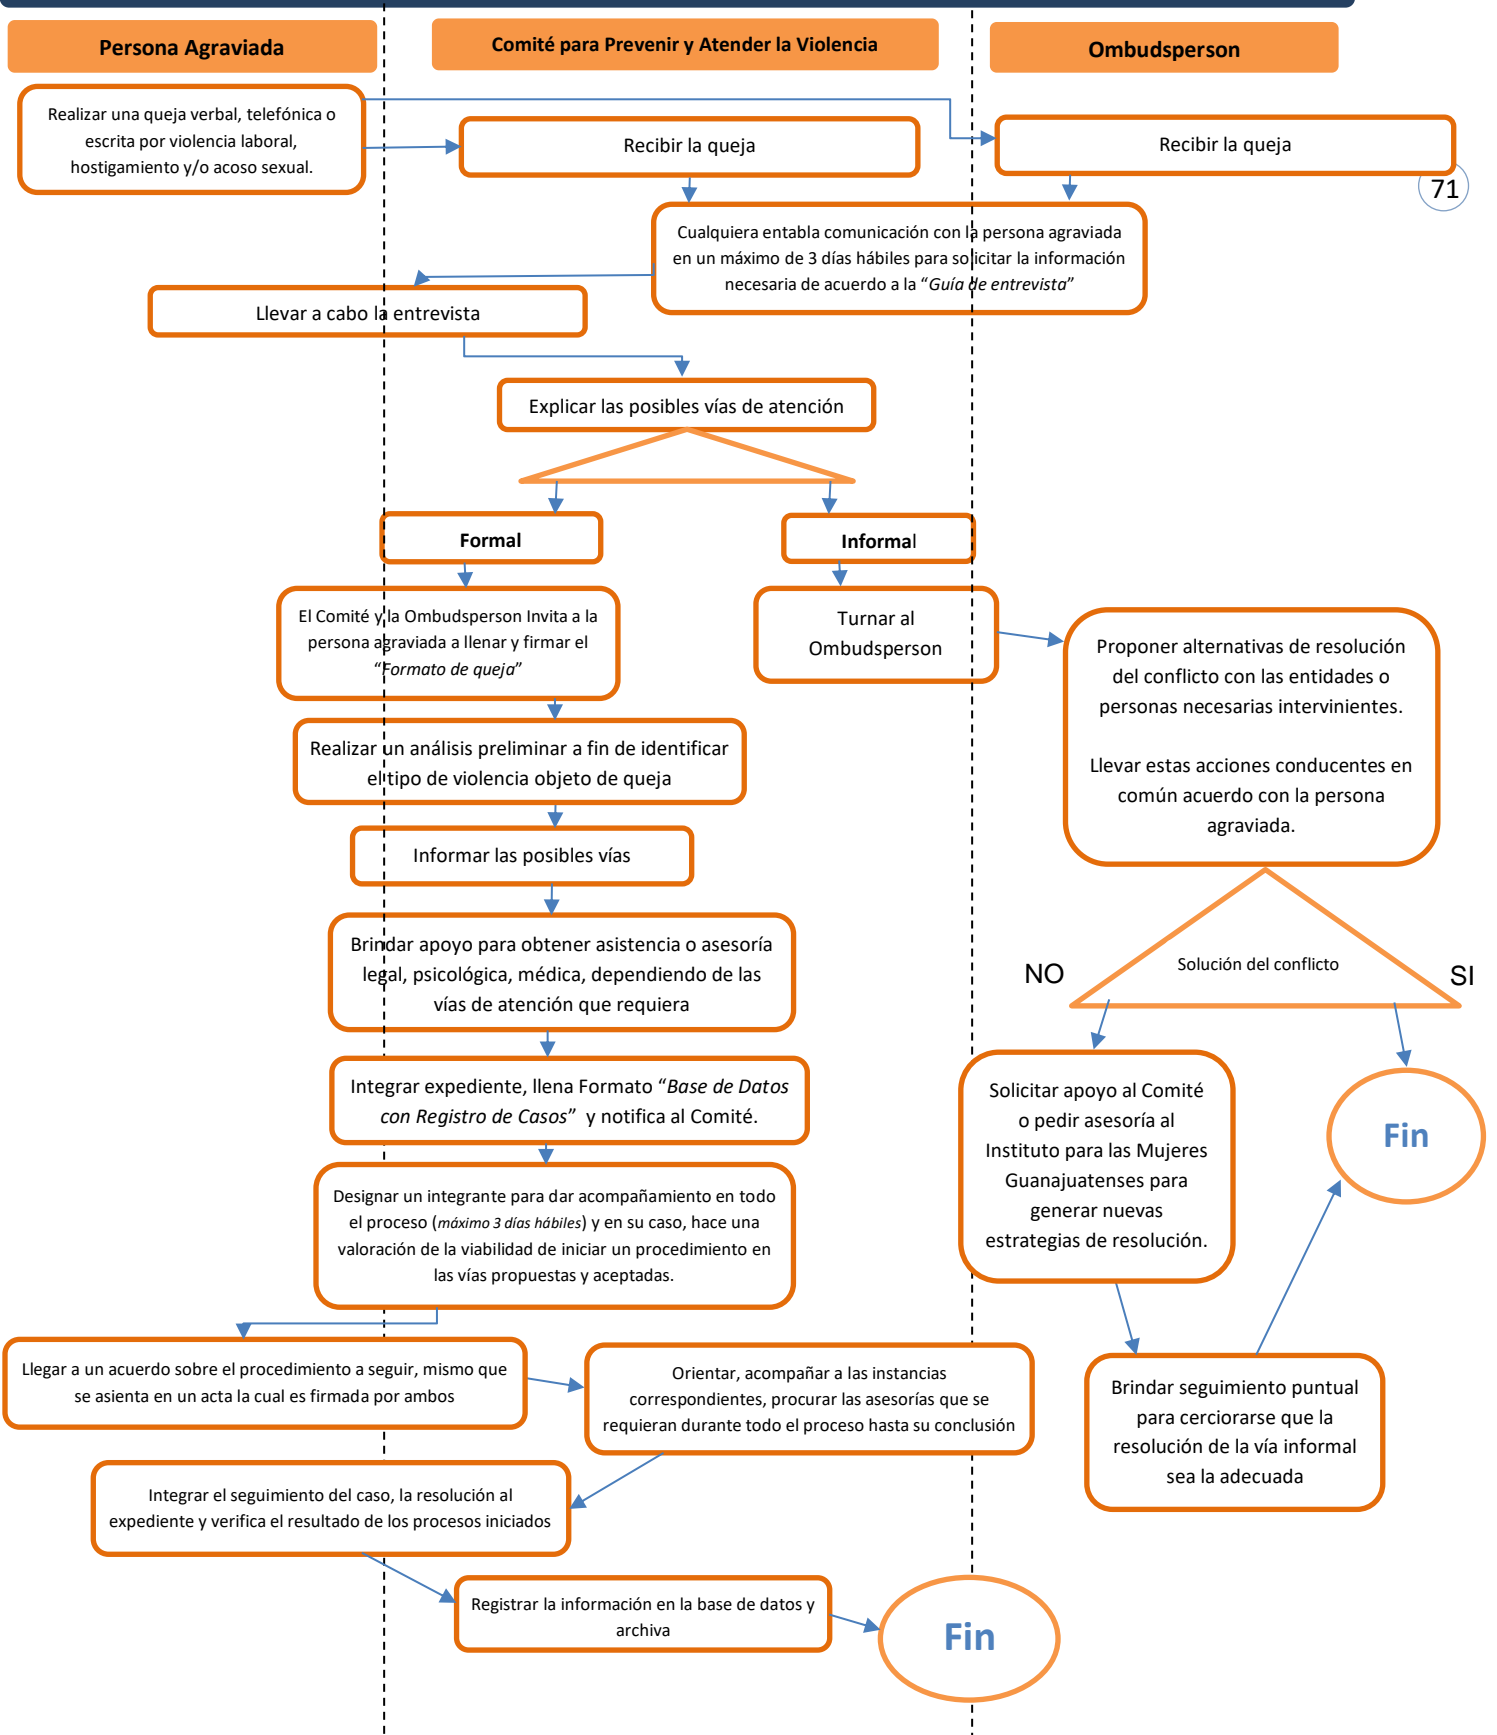 Persona Agraviada
Comité para Prevenir y Atender la Violencia
Ombudsperson
Realizar una queja verbal, telefónica o
escrita por violencia laboral,
hostigamiento y/o acoso sexual.
Recibir la queja
Recibir la queja
71
Cualquiera entabla comunicación con la persona agraviada
en un máximo de 3 días hábiles para solicitar la información
necesaria de acuerdo a la “Guía de entrevista”
Llevar a cabo la entrevista
Explicar las posibles vías de atención
Formal
Informal
El Comité y la Ombudsperson Invita a la
persona agraviada a llenar y firmar el
“Formato de queja”
Turnar al
Ombudsperson
Proponer alternativas de resolución
del conflicto con las entidades o
personas necesarias intervinientes.
Llevar estas acciones conducentes en
común acuerdo con la persona
agraviada.
Realizar un análisis preliminar a fin de identificar
el tipo de violencia objeto de queja
Informar las posibles vías
Brindar apoyo para obtener asistencia o asesoría
legal, psicológica, médica, dependiendo de las
vías de atención que requiera
NO
Solución del conflicto
SI
Integrar expediente, llena Formato “Base de Datos
con Registro de Casos” y notifica al Comité.
Solicitar apoyo al Comité
o pedir asesoría al
Instituto para las Mujeres
Guanajuatenses para
generar nuevas
estrategias de resolución.
Fin
Designar un integrante para dar acompañamiento en todo
el proceso (máximo 3 días hábiles) y en su caso, hace una
valoración de la viabilidad de iniciar un procedimiento en
las vías propuestas y aceptadas.
Llegar a un acuerdo sobre el procedimiento a seguir, mismo que
se asienta en un acta la cual es firmada por ambos
Orientar, acompañar a las instancias
correspondientes, procurar las asesorías que se
requieran durante todo el proceso hasta su conclusión
Brindar seguimiento puntual
para cerciorarse que la
resolución de la vía informal
sea la adecuada
Integrar el seguimiento del caso, la resolución al
expediente y verifica el resultado de los procesos iniciados
Registrar la información en la base de datos y
archiva
Fin